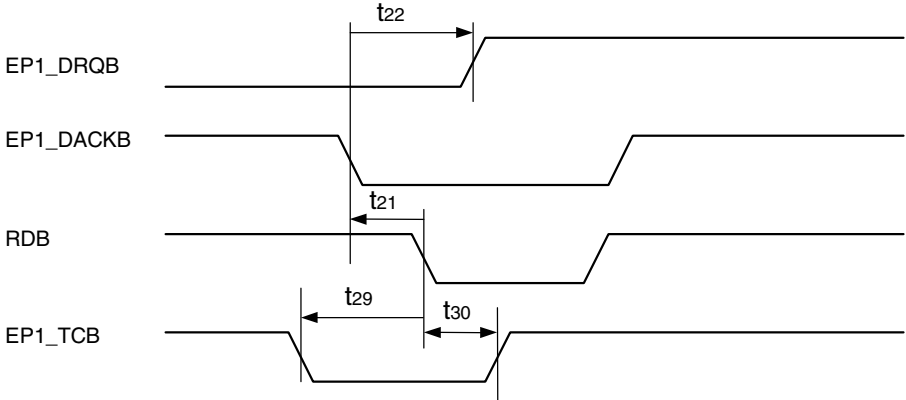 t22
EP1_DRQB
EP1_DACKB
t21
RDB
t29
t30
EP1_TCB